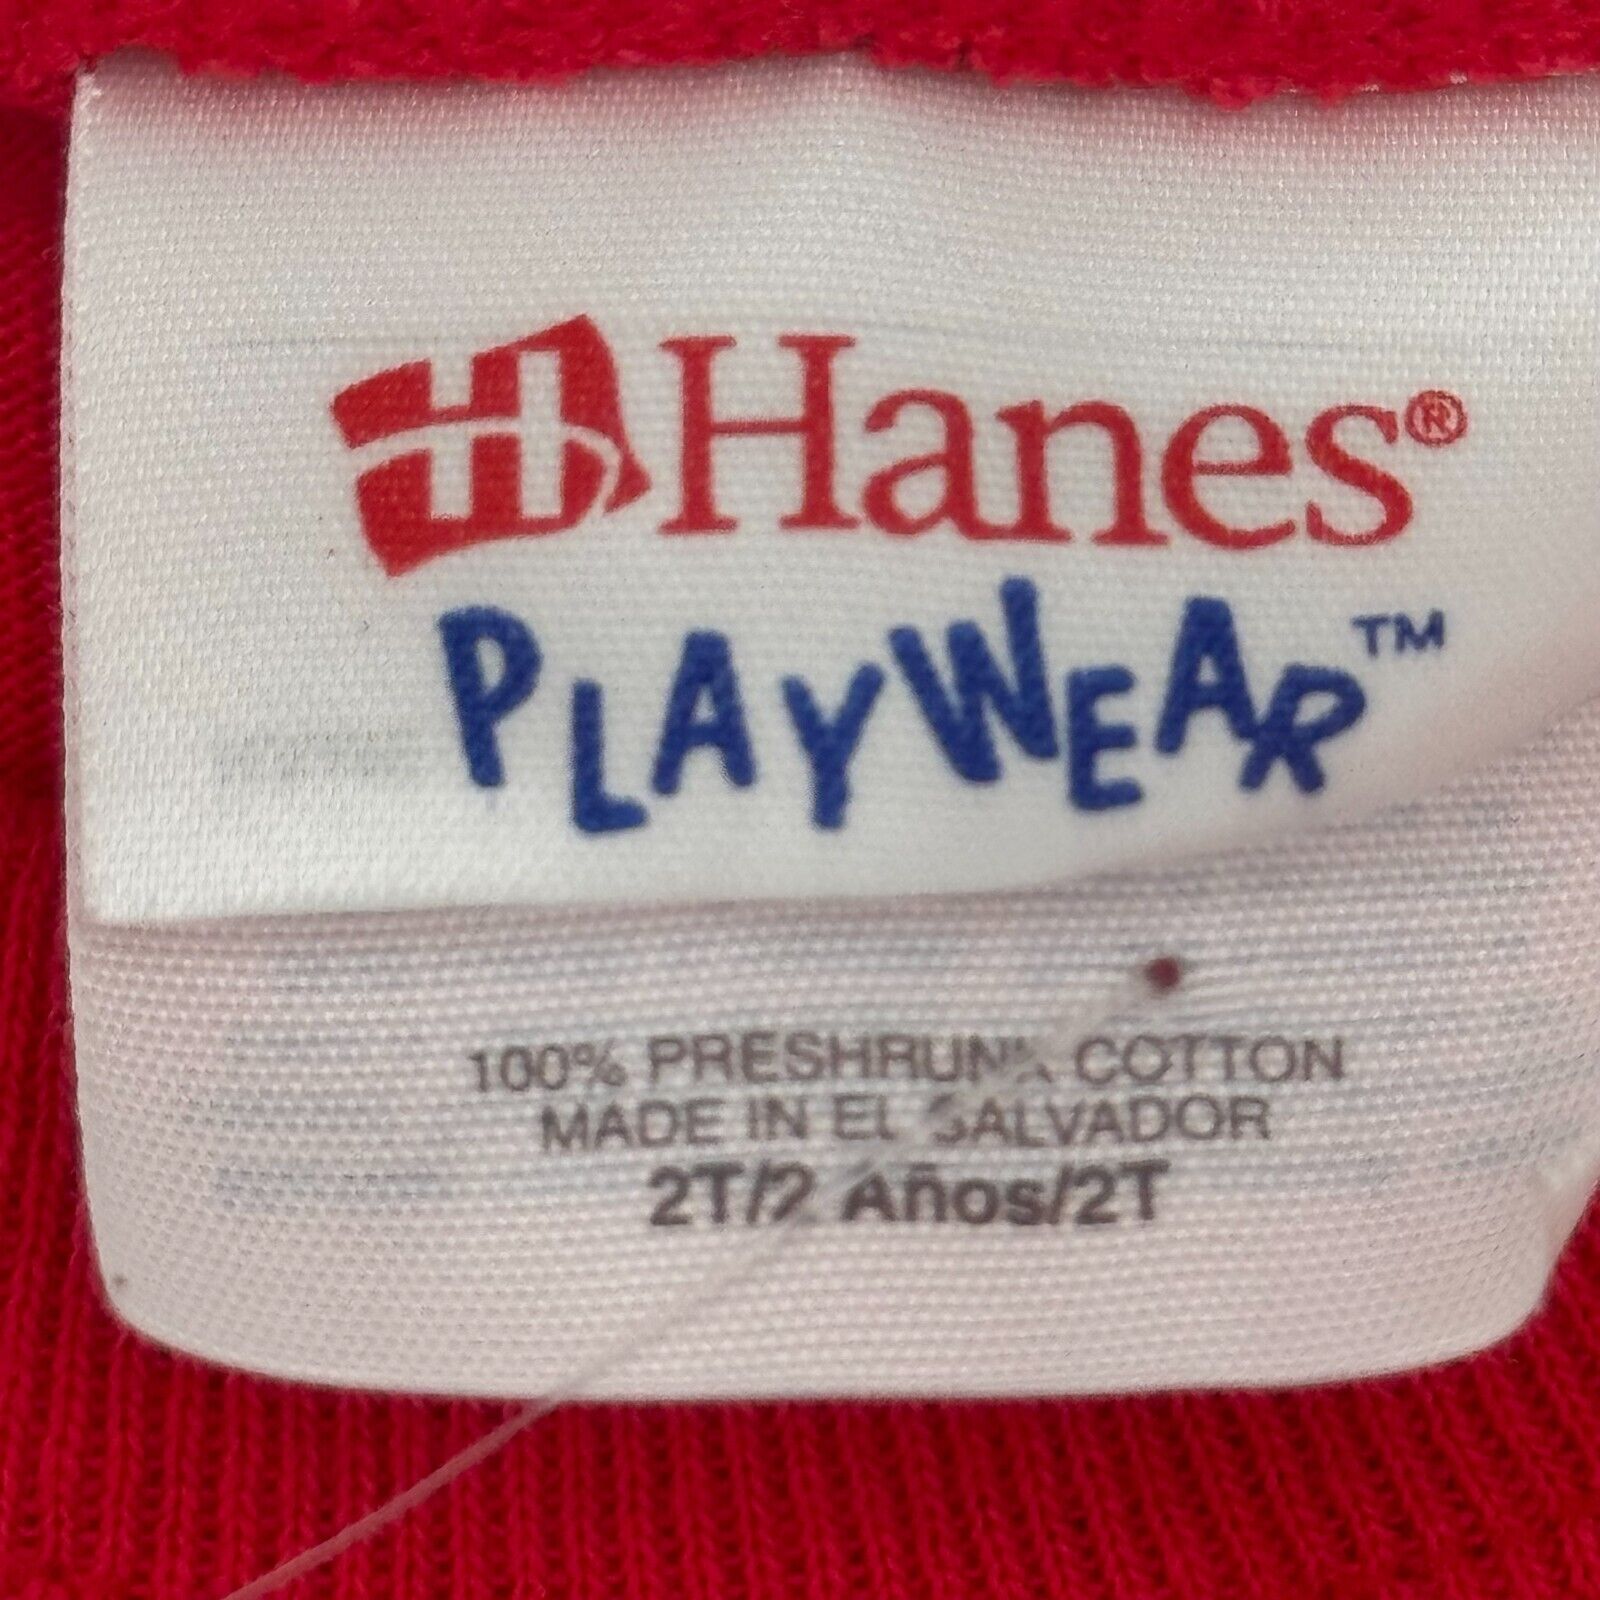 H Hanes®
PLAYWEAR™
100% PRESHRUNK COTTON
MADE IN EL SALVADOR
2T/2 Años/2T